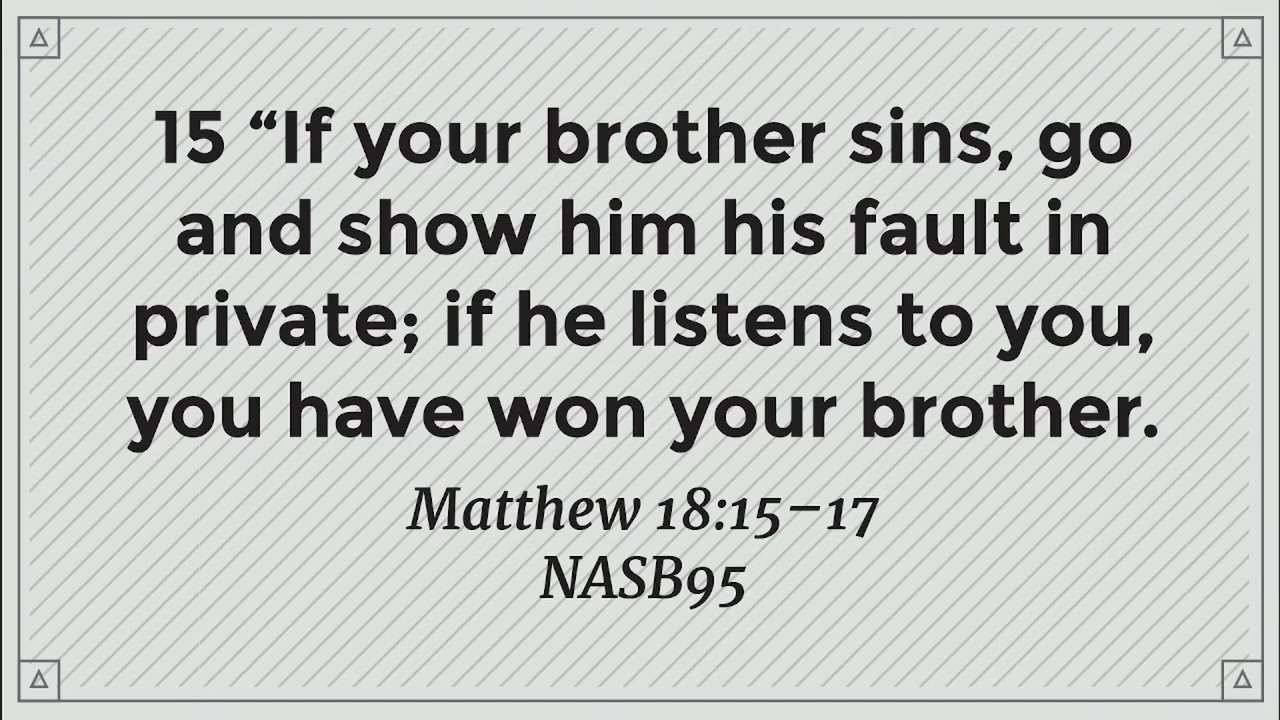 15 “If your brother sins, go
and show him his fault in
private; if he listens to you,
you have won your brother.
Matthew 18:15–17
NASB95